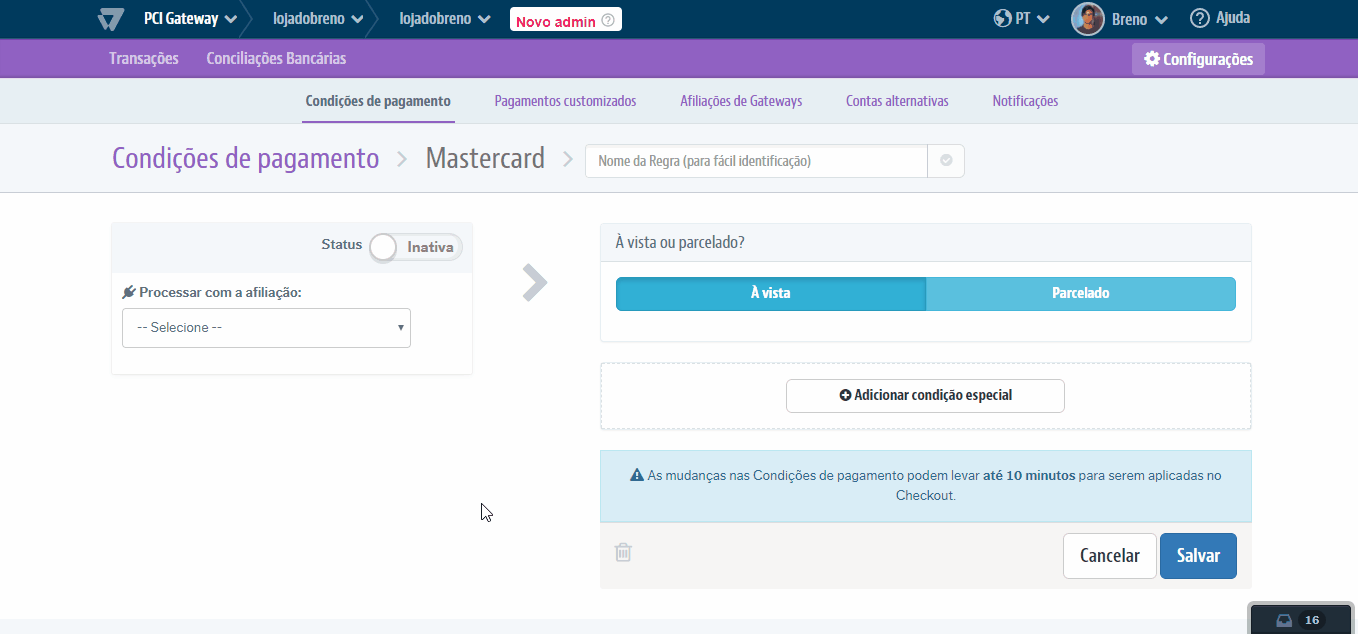 PCI Gateway lojadobreno lojadobreno Novo admin PT Breno Ajuda
Transações Conciliações Bancárias Configurações
Condições de pagamento Pagamentos customizados Afiliações de Gateways Contas alternativas Notificações
Condições de pagamento Mastercard Nome da Regra (para fácil identificação)
Status Inativa
Processar com a afiliação:
-- Selecione --
À vista ou parcelado?
À vista Parcelado
Adicionar condição especial
As mudanças nas Condições de pagamento podem levar até 10 minutos para serem aplicadas no
Checkout.
Cancelar Salvar
16